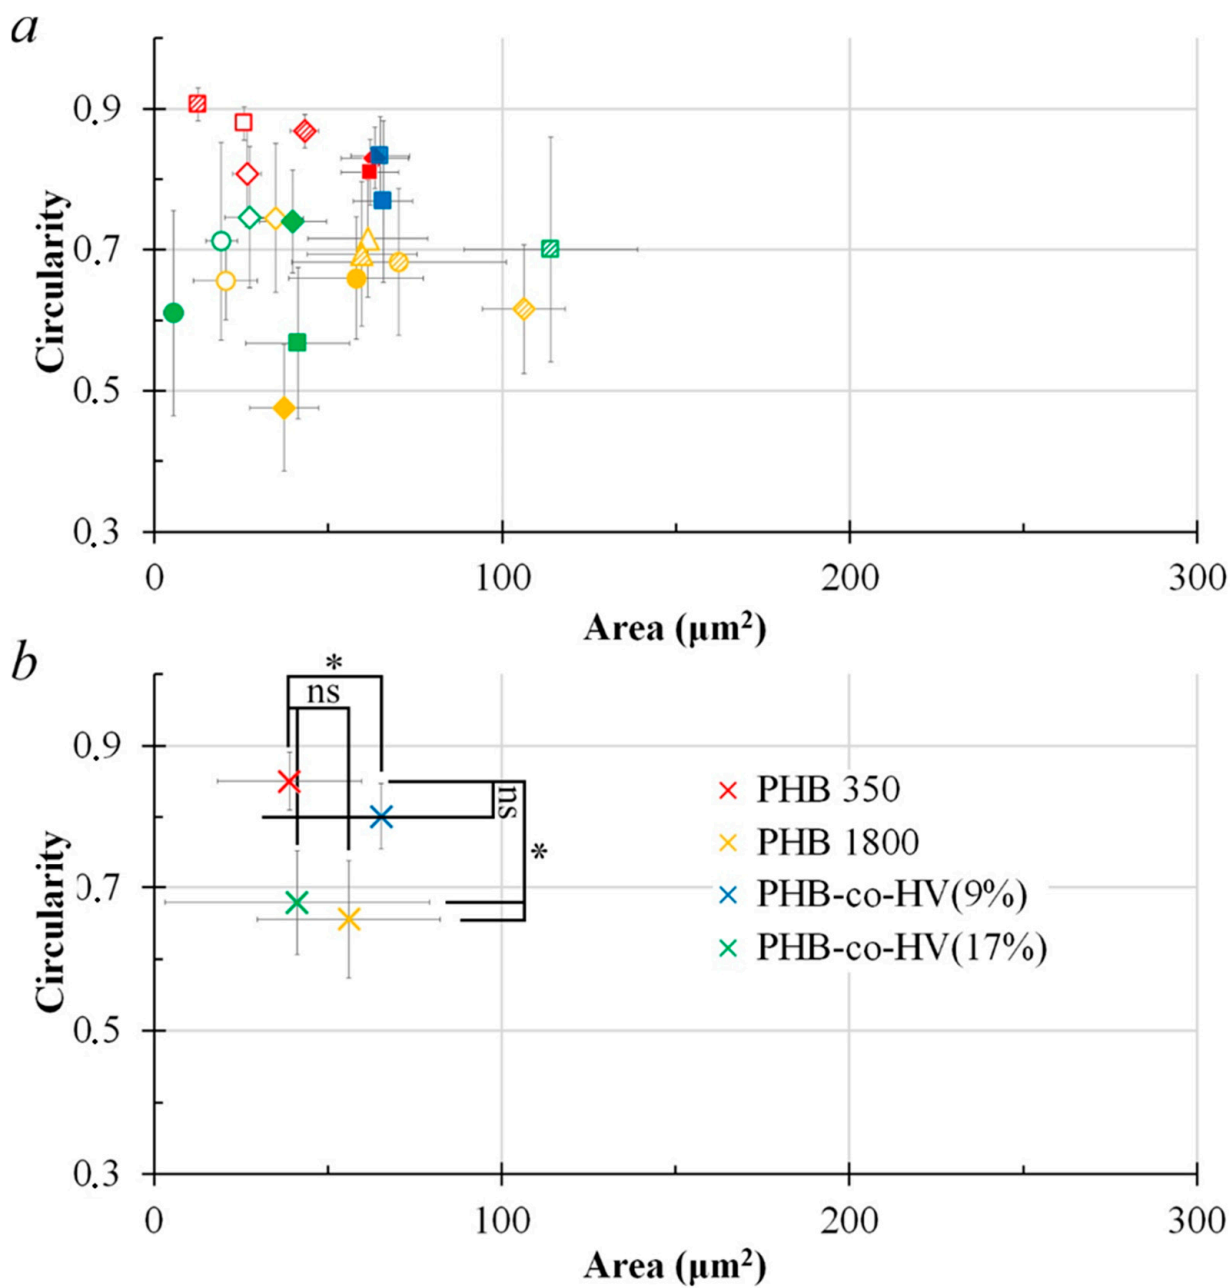 a
0.9
0.7
0.5
0.3
Circularity
0
100
200
300
Area (μm²)
b
*
ns
0.9
0.7
0.5
0.3
Circularity
ns
*
PHB 350
PHB 1800
PHB-co-HV(9%)
PHB-co-HV(17%)
0
100
200
300
Area (μm²)